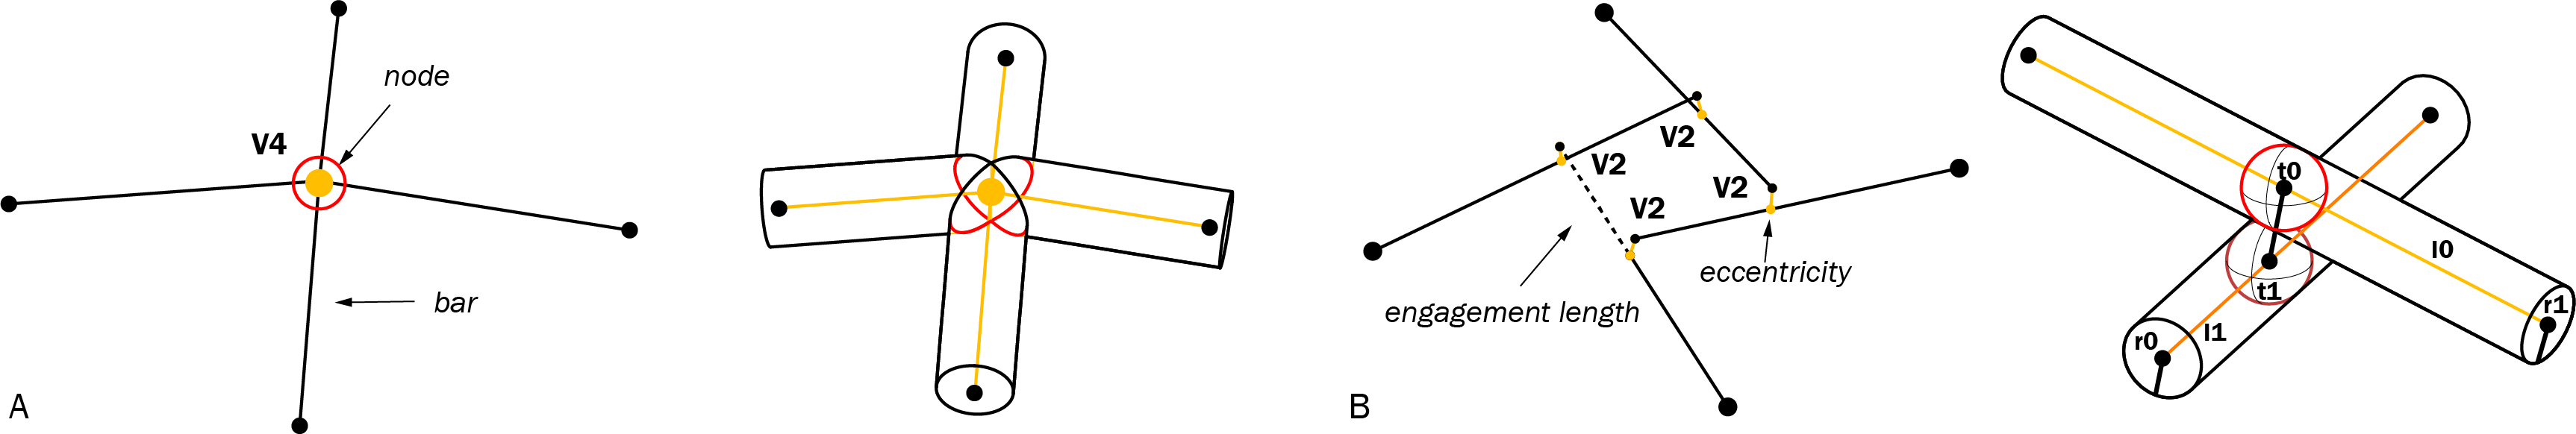 node
V4
bar
A
V2
V2
V2
V2
eccentricity
engagement length
B
t0
l0
t1
r1
l1
r0